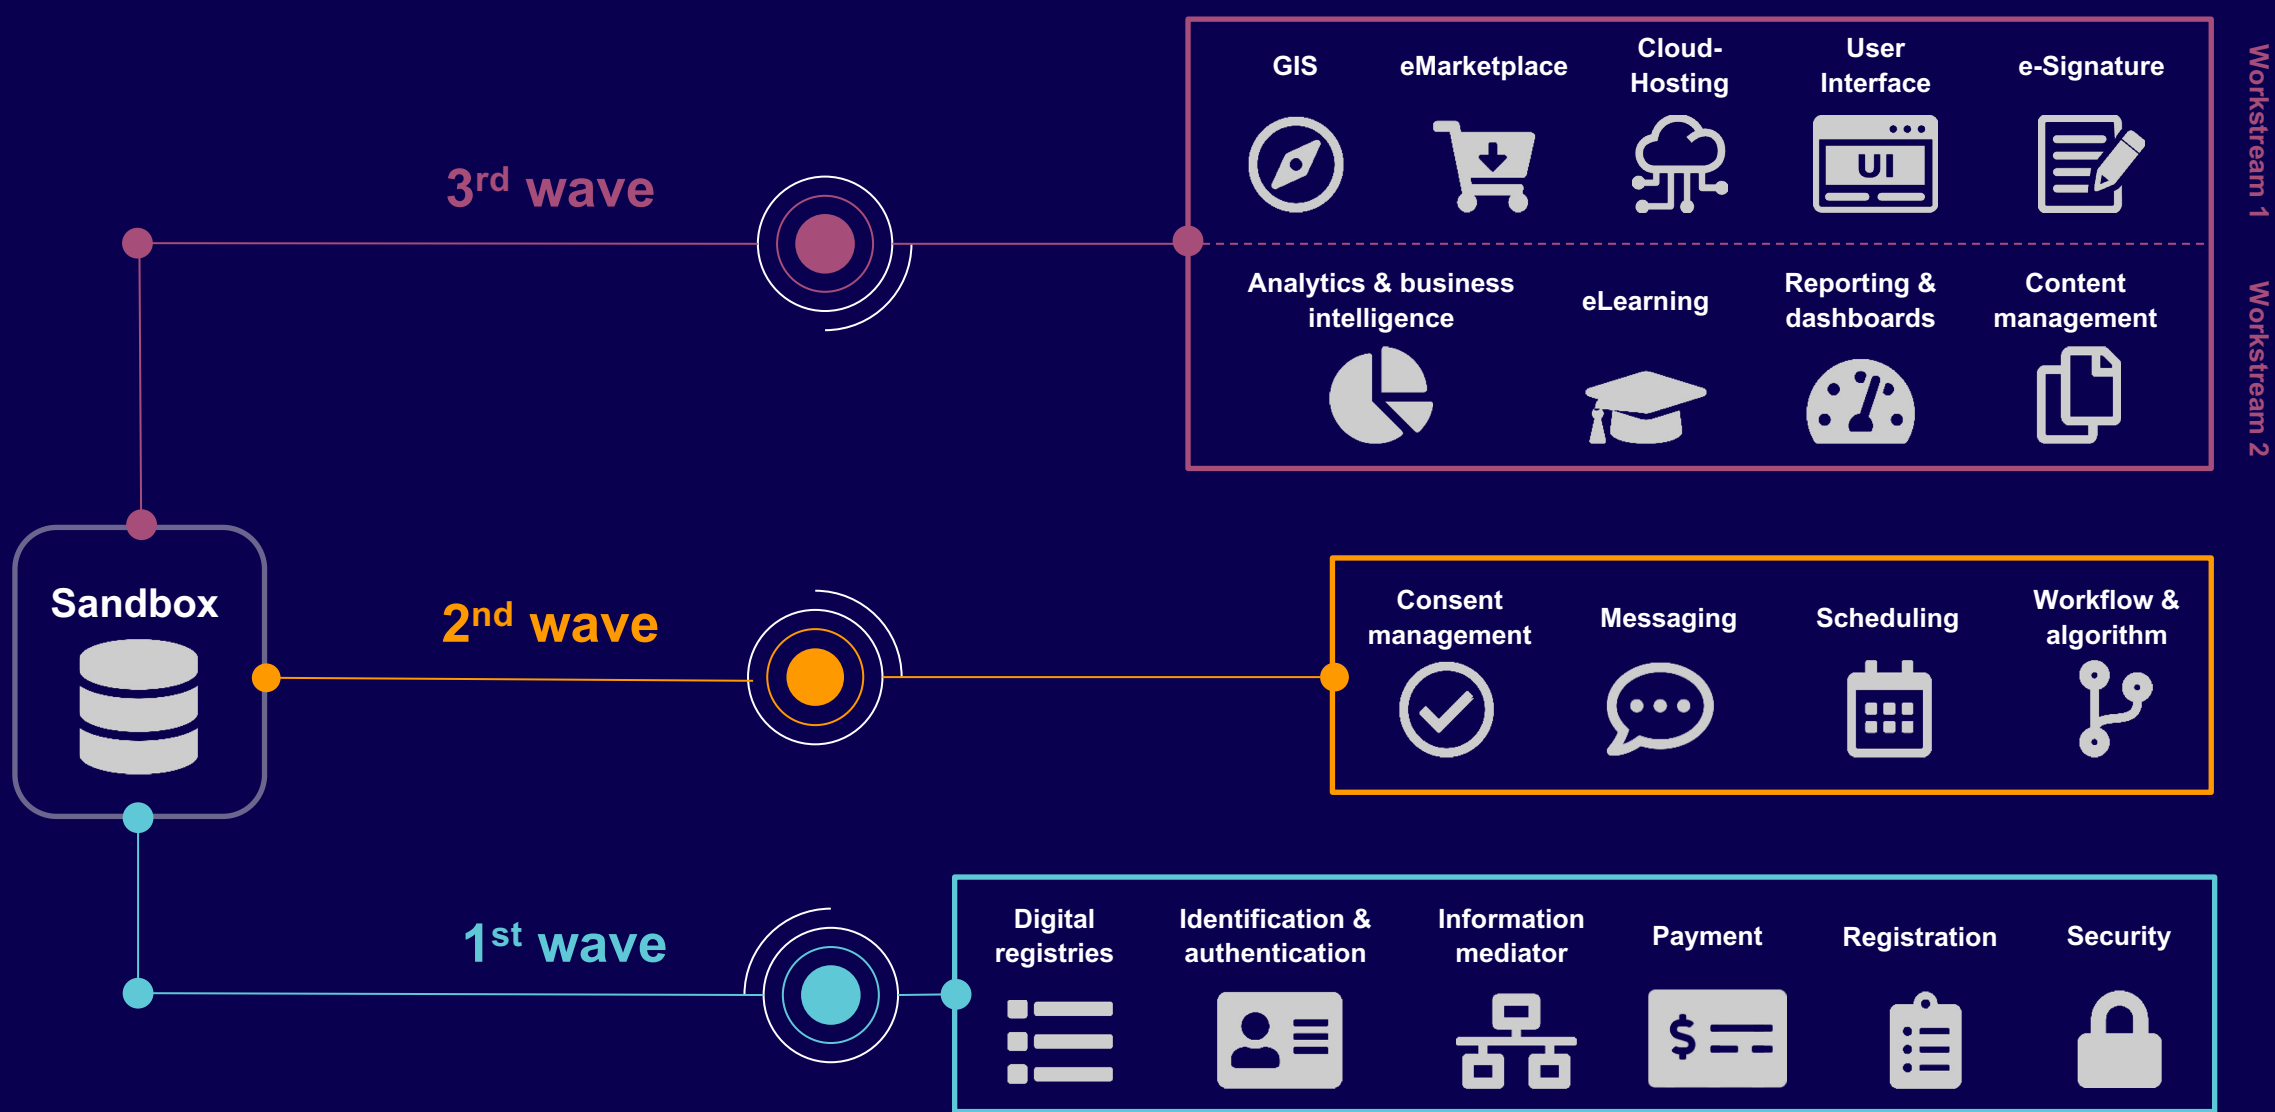 GIS
eMarketplace
Cloud-
Hosting
User
Interface
e-Signature
UI
Workstream 1
3rd wave
Analytics & business
intelligence
eLearning
Reporting &
dashboards
Content
management
Workstream 2
Sandbox
2nd wave
Consent
management
Messaging
Scheduling
Workflow &
algorithm
1st wave
Digital
registries
Identification &
authentication
Information
mediator
Payment
Registration
Security
$